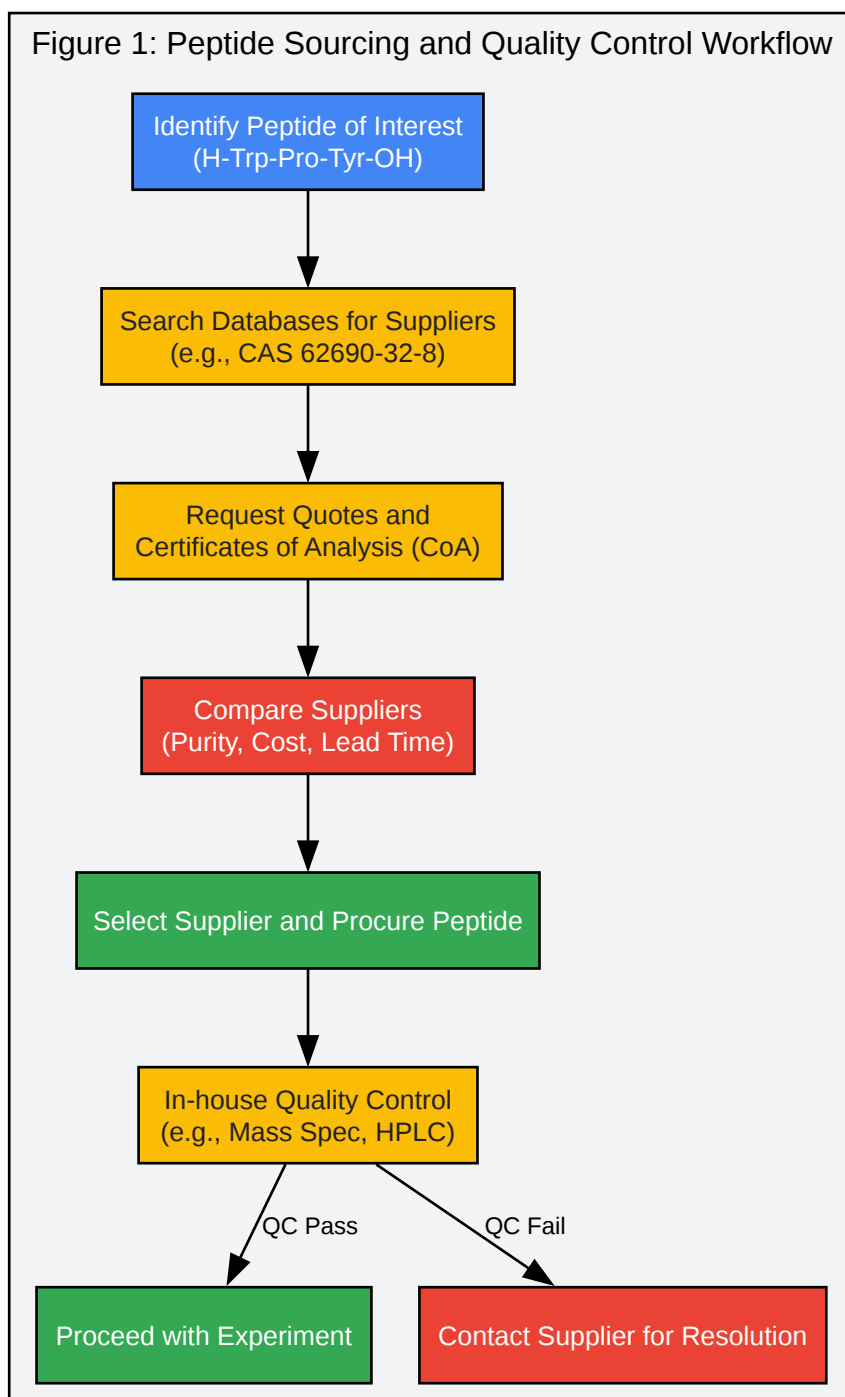 Figure 1: Peptide Sourcing and Quality Control Workflow
Identify Peptide of Interest
(H-Trp-Pro-Tyr-OH)
Search Databases for Suppliers
(e.g., CAS 62690-32-8)
Request Quotes and
Certificates of Analysis (CoA)
Compare Suppliers
(Purity, Cost, Lead Time)
Select Supplier and Procure Peptide
In-house Quality Control
(e.g., Mass Spec, HPLC)
QC Pass
QC Fail
Proceed with Experiment
Contact Supplier for Resolution